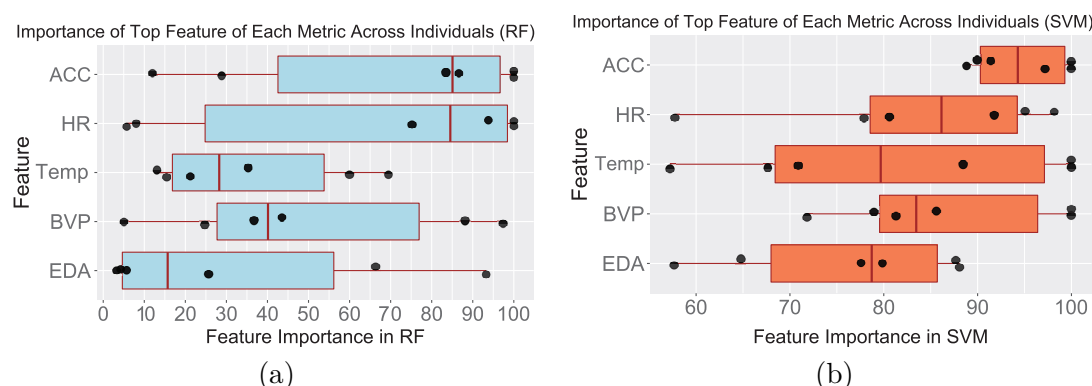 Importance of Top Feature of Each Metric Across Individuals (RF)
ACC
HR
Temp
BVP
EDA
Feature
0 10 20 30 40 50 60 70 80 90 100
Feature Importance in RF
(a)
Importance of Top Feature of Each Metric Across Individuals (SVM)
ACC
HR
Temp
BVP
EDA
Feature
60 70 80 90 100
Feature Importance in SVM
(b)